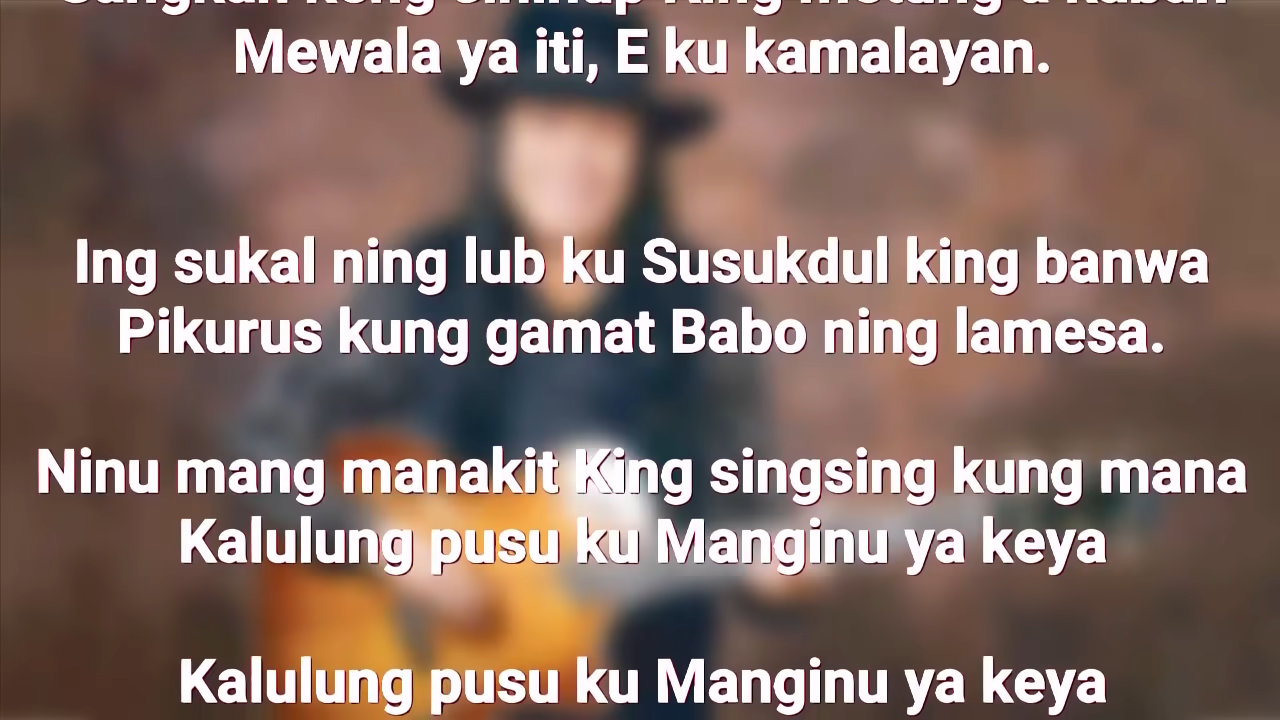 Mewala ya iti, E ku kamalayan.
Ing sukal ning lub ku Susukdul king banwa
Pikurus kung gamat Babo ning lamesa.
Ninu mang manakit King singsing kung mana
Kalulung pusu ku Manginu ya keya
Kalulung pusu ku Manginu ya keya